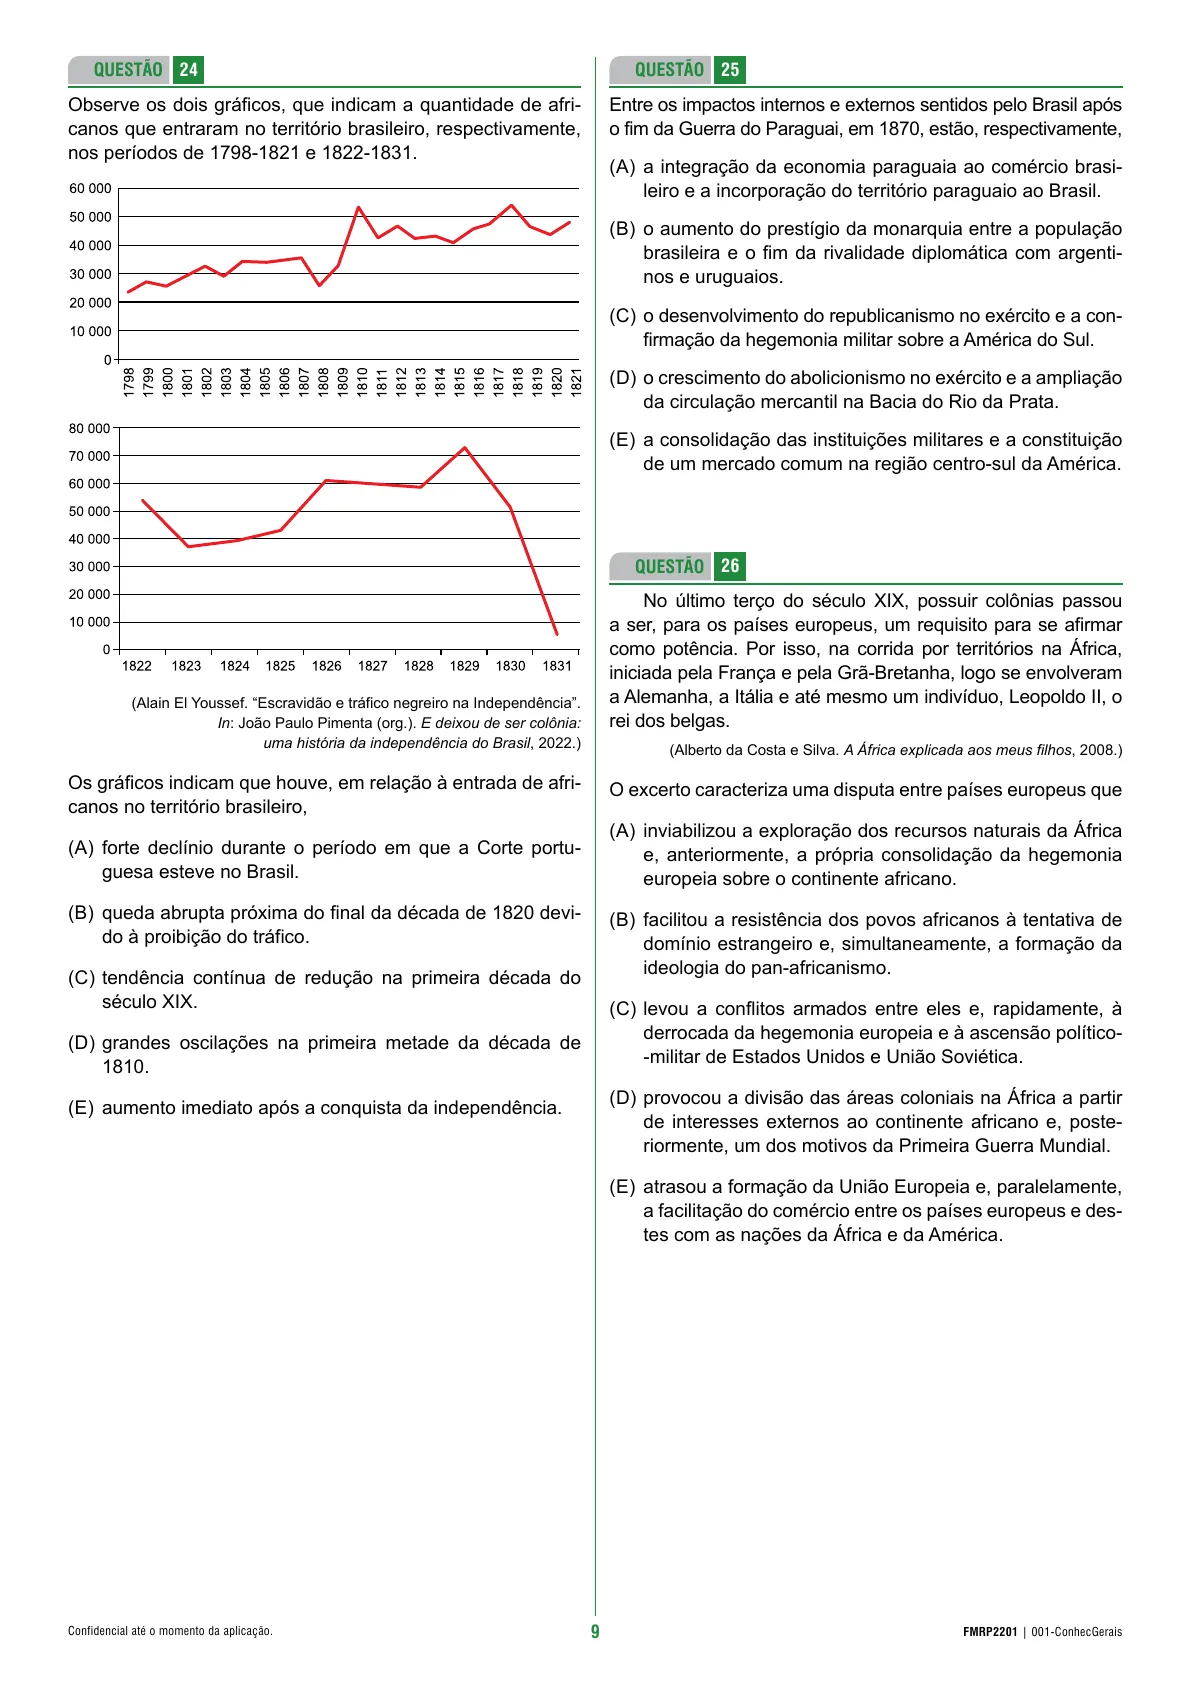 QUESTÃO 24
Observe os dois gráficos, que indicam a quantidade de afri-
canos que entraram no território brasileiro, respectivamente,
nos períodos de 1798-1821 e 1822-1831.
60 000
50 000
40 000
30 000
20 000
10 000
0
1798 1799 1800 1801 1802 1803 1804 1805 1806 1807 1808 1809 1810 1811 1812 1813 1814 1815 1816 1817 1818 1819 1820 1821
80 000
70 000
60 000
50 000
40 000
30 000
20 000
10 000
0
1822 1823 1824 1825 1826 1827 1828 1829 1830 1831
(Alain El Youssef. “Escravidão e tráfico negreiro na Independência”.
In: João Paulo Pimenta (org.). E deixou de ser colônia:
uma história da independência do Brasil, 2022.)
Os gráficos indicam que houve, em relação à entrada de afri-
canos no território brasileiro,
(A) forte declínio durante o período em que a Corte portu-
guesa esteve no Brasil.
(B) queda abrupta próxima do final da década de 1820 devi-
do à proibição do tráfico.
(C) tendência contínua de redução na primeira década do
século XIX.
(D) grandes oscilações na primeira metade da década de
1810.
(E) aumento imediato após a conquista da independência.
QUESTÃO 25
Entre os impactos internos e externos sentidos pelo Brasil após
o fim da Guerra do Paraguai, em 1870, estão, respectivamente,
(A) a integração da economia paraguaia ao comércio brasi-
leiro e a incorporação do território paraguaio ao Brasil.
(B) o aumento do prestígio da monarquia entre a população
brasileira e o fim da rivalidade diplomática com argenti-
nos e uruguaios.
(C) o desenvolvimento do republicanismo no exército e a con-
firmação da hegemonia militar sobre a América do Sul.
(D) o crescimento do abolicionismo no exército e a ampliação
da circulação mercantil na Bacia do Rio da Prata.
(E) a consolidação das instituições militares e a constituição
de um mercado comum na região centro-sul da América.
QUESTÃO 26
No último terço do século XIX, possuir colônias passou
a ser, para os países europeus, um requisito para se afirmar
como potência. Por isso, na corrida por territórios na África,
iniciada pela França e pela Grã-Bretanha, logo se envolveram
a Alemanha, a Itália e até mesmo um indivíduo, Leopoldo II, o
rei dos belgas.
(Alberto da Costa e Silva. A África explicada aos meus filhos, 2008.)
O excerto caracteriza uma disputa entre países europeus que
(A) inviabilizou a exploração dos recursos naturais da África
e, anteriormente, a própria consolidação da hegemonia
europeia sobre o continente africano.
(B) facilitou a resistência dos povos africanos à tentativa de
domínio estrangeiro e, simultaneamente, a formação da
ideologia do pan-africanismo.
(C) levou a conflitos armados entre eles e, rapidamente, à
derrocada da hegemonia europeia e à ascensão político-
-militar de Estados Unidos e União Soviética.
(D) provocou a divisão das áreas coloniais na África a partir
de interesses externos ao continente africano e, poste-
riormente, um dos motivos da Primeira Guerra Mundial.
(E) atrasou a formação da União Europeia e, paralelamente,
a facilitação do comércio entre os países europeus e des-
tes com as nações da África e da América.
Confidencial até o momento da aplicação.
9
FMRP2201 | 001-ConhecGerais